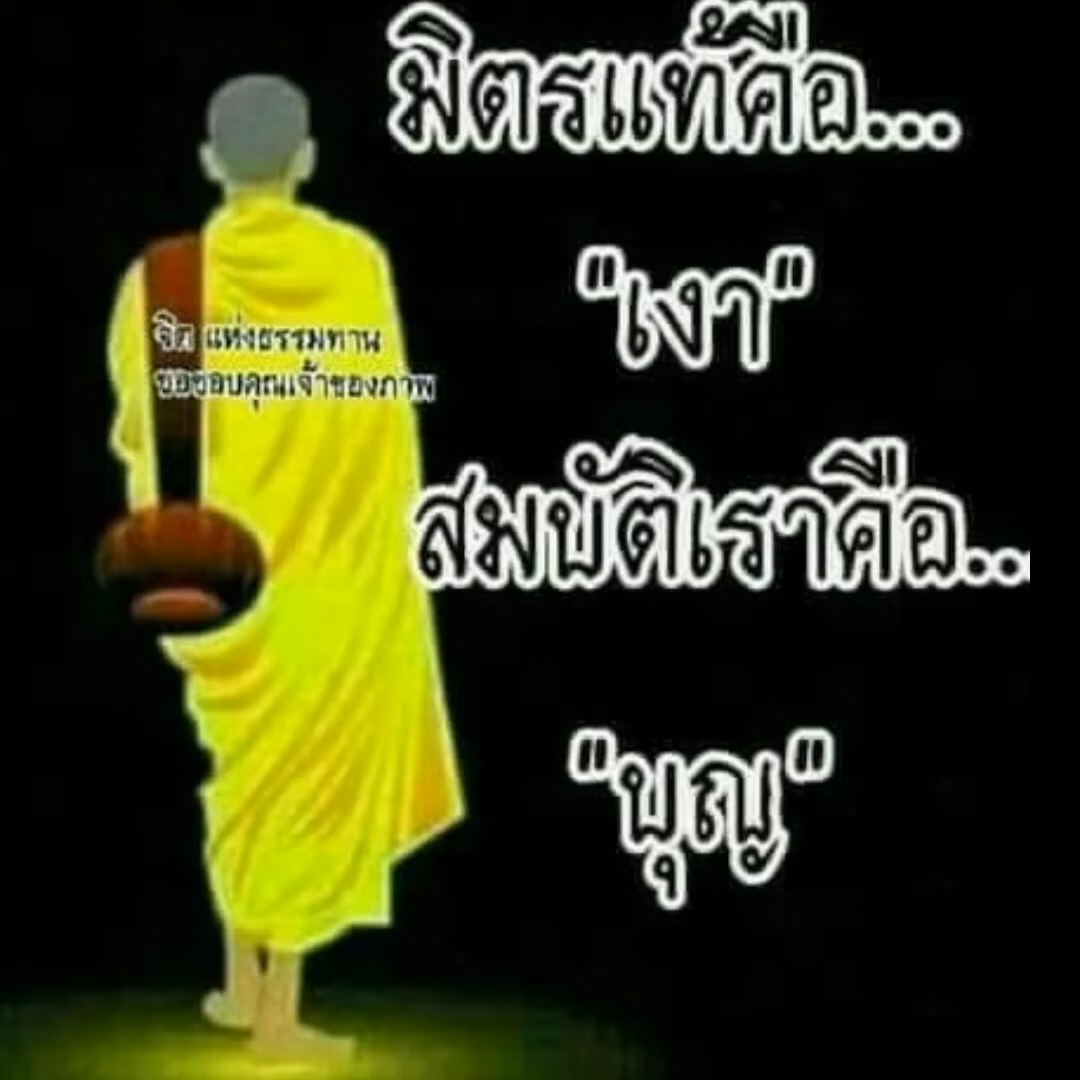 มิตรแท้คือ...
"เงา"
จิต แห่งธรรมทาน
ขอขอบคุณเจ้าของภาพ
สมบัติเราคือ...
"บุญ"